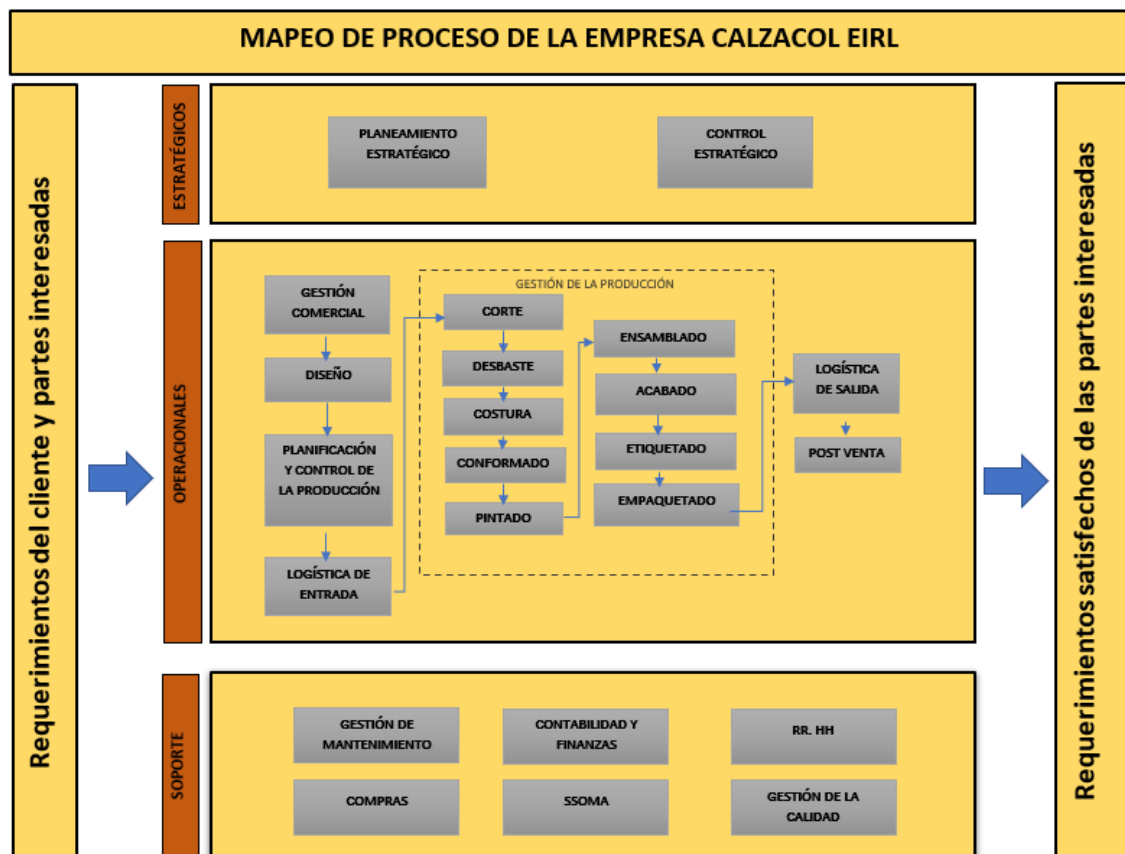 MAPEO DE PROCESO DE LA EMPRESA CALZACOL EIRL
Requerimientos del cliente y partes interesadas
ESTRATÉGICOS
PLANEAMIENTO
ESTRATÉGICO
CONTROL
ESTRATÉGICO
OPERACIONALES
GESTIÓN
COMERCIAL
DISEÑO
PLANIFICACIÓN
Y CONTROL DE
LA PRODUCCIÓN
LOGÍSTICA DE
ENTRADA
GESTIÓN DE LA PRODUCCIÓN
CORTE
DESBASTE
COSTURA
CONFORMADO
PINTADO
ENSAMBLADO
ACABADO
ETIQUETADO
EMPAQUETADO
LOGÍSTICA
DE SALIDA
POST VENTA
SOPORTE
GESTIÓN DE
MANTENIMIENTO
CONTABILIDAD Y
FINANZAS
RR. HH
COMPRAS
SSOMA
GESTIÓN DE LA
CALIDAD
Requerimientos satisfechos de las partes interesadas